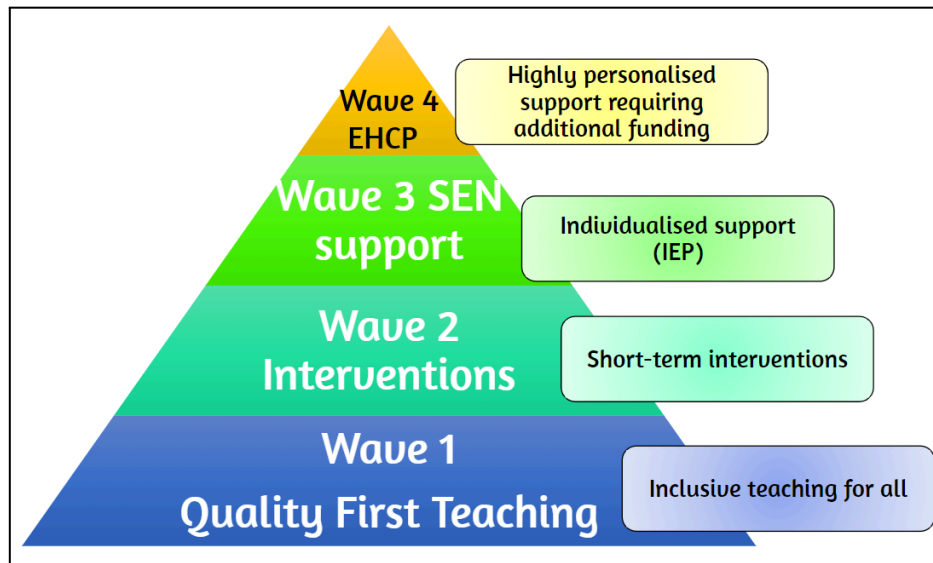 Wave 4
EHCP
Highly personalised
support requiring
additional funding
Wave 3 SEN
support
Individualised support
(IEP)
Wave 2
Interventions
Short-term interventions
Wave 1
Quality First Teaching
Inclusive teaching for all